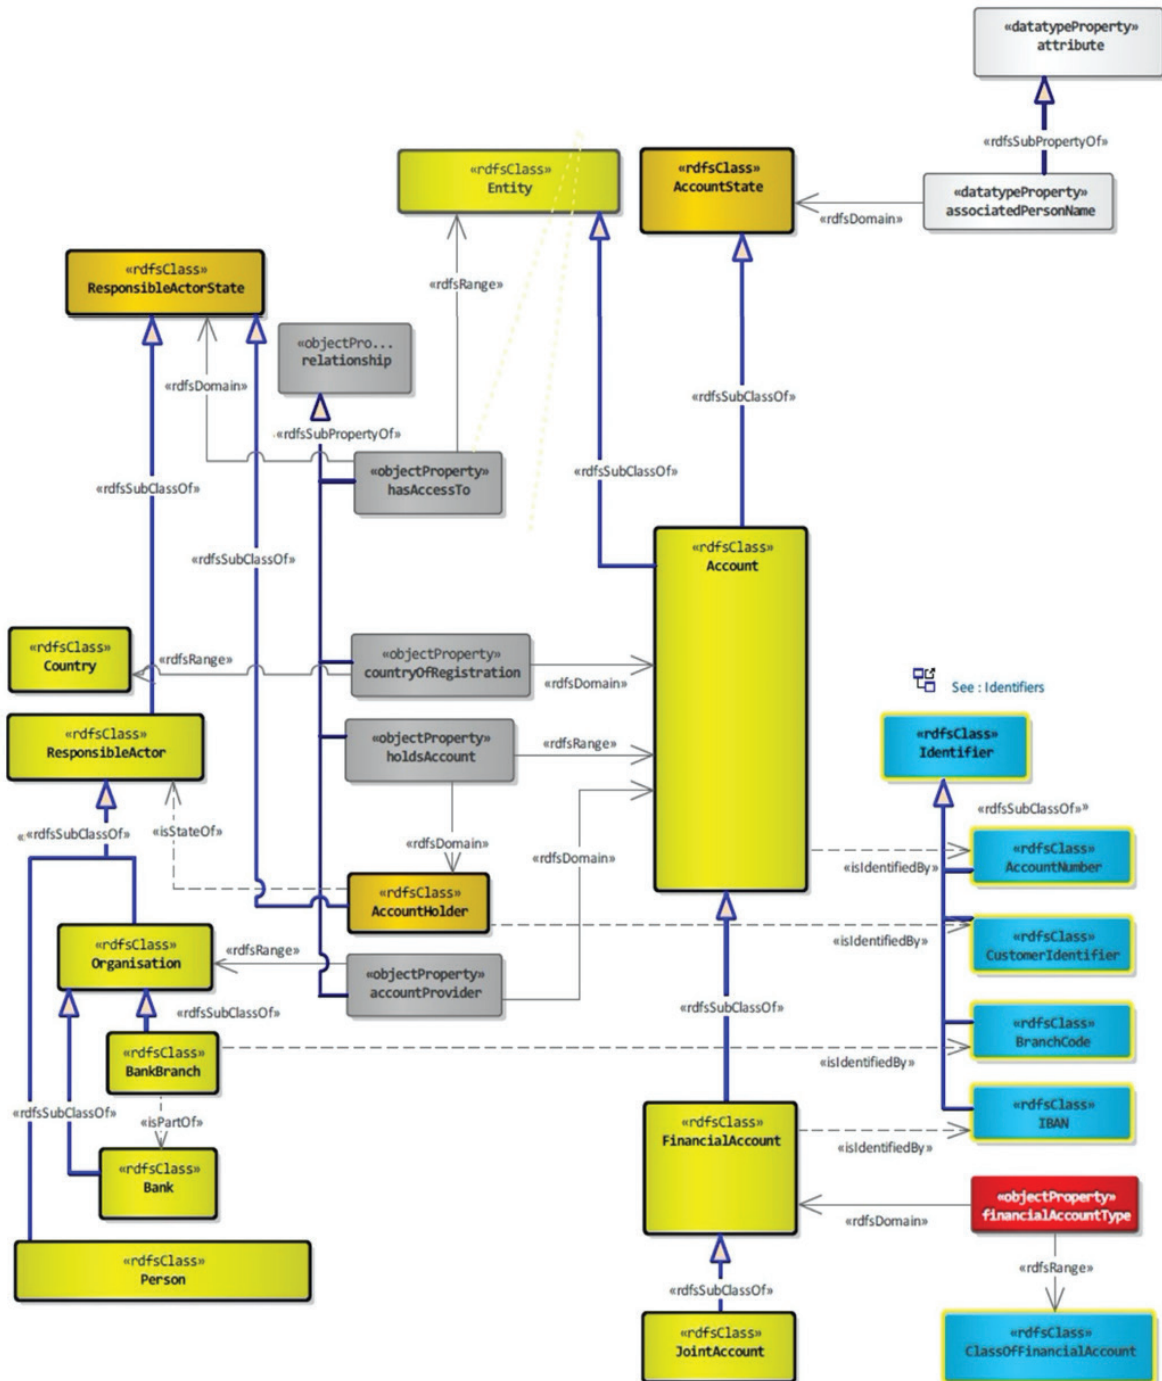 «datatypeProperty»
attribute
«rdfsSubPropertyOf»
«rdfsClass»
Entity
«rdfsClass»
AccountState
«datatypeProperty»
associatedPersonName
«rdfsDomain»
«rdfsClass»
ResponsibleActorState
«rdfsRange»
«objectPro...
relationship
«rdfsDomain»
«rdfsSubClassOf»
«rdfsSubPropertyOf»
«objectProperty»
hasAccessTo
«rdfsSubClassOf»
«rdfsSubClassOf»
«rdfsSubClassOf»
«rdfsClass»
Account
«rdfsClass»
Country
«rdfsRange»
«objectProperty»
countryOfRegistration
«rdfsDomain»
See : Identifiers
«rdfsClass»
ResponsibleActor
«objectProperty»
holdsAccount
«rdfsRange»
«rdfsClass»
Identifier
«rdfsSubClassOf»
«isStateOf»
«rdfsDomain»
«rdfsDomain»
«rdfsSubClassOf»
«isIdentifiedBy»
«rdfsClass»
AccountNumber
«rdfsClass»
AccountHolder
«rdfsClass»
Organisation
«rdfsRange»
«objectProperty»
accountProvider
«isIdentifiedBy»
«rdfsClass»
CustomerIdentifier
«rdfsSubClassOf»
«rdfsSubClassOf»
«rdfsClass»
BankBranch
«isIdentifiedBy»
«rdfsClass»
BranchCode
«rdfsSubClassOf»
«isPartOf»
«rdfsClass»
FinancialAccount
«isIdentifiedBy»
«rdfsClass»
IBAN
«rdfsClass»
Bank
«rdfsDomain»
«objectProperty»
financialAccountType
«rdfsClass»
Person
«rdfsSubClassOf»
«rdfsRange»
«rdfsClass»
JointAccount
«rdfsClass»
ClassOfFinancialAccount